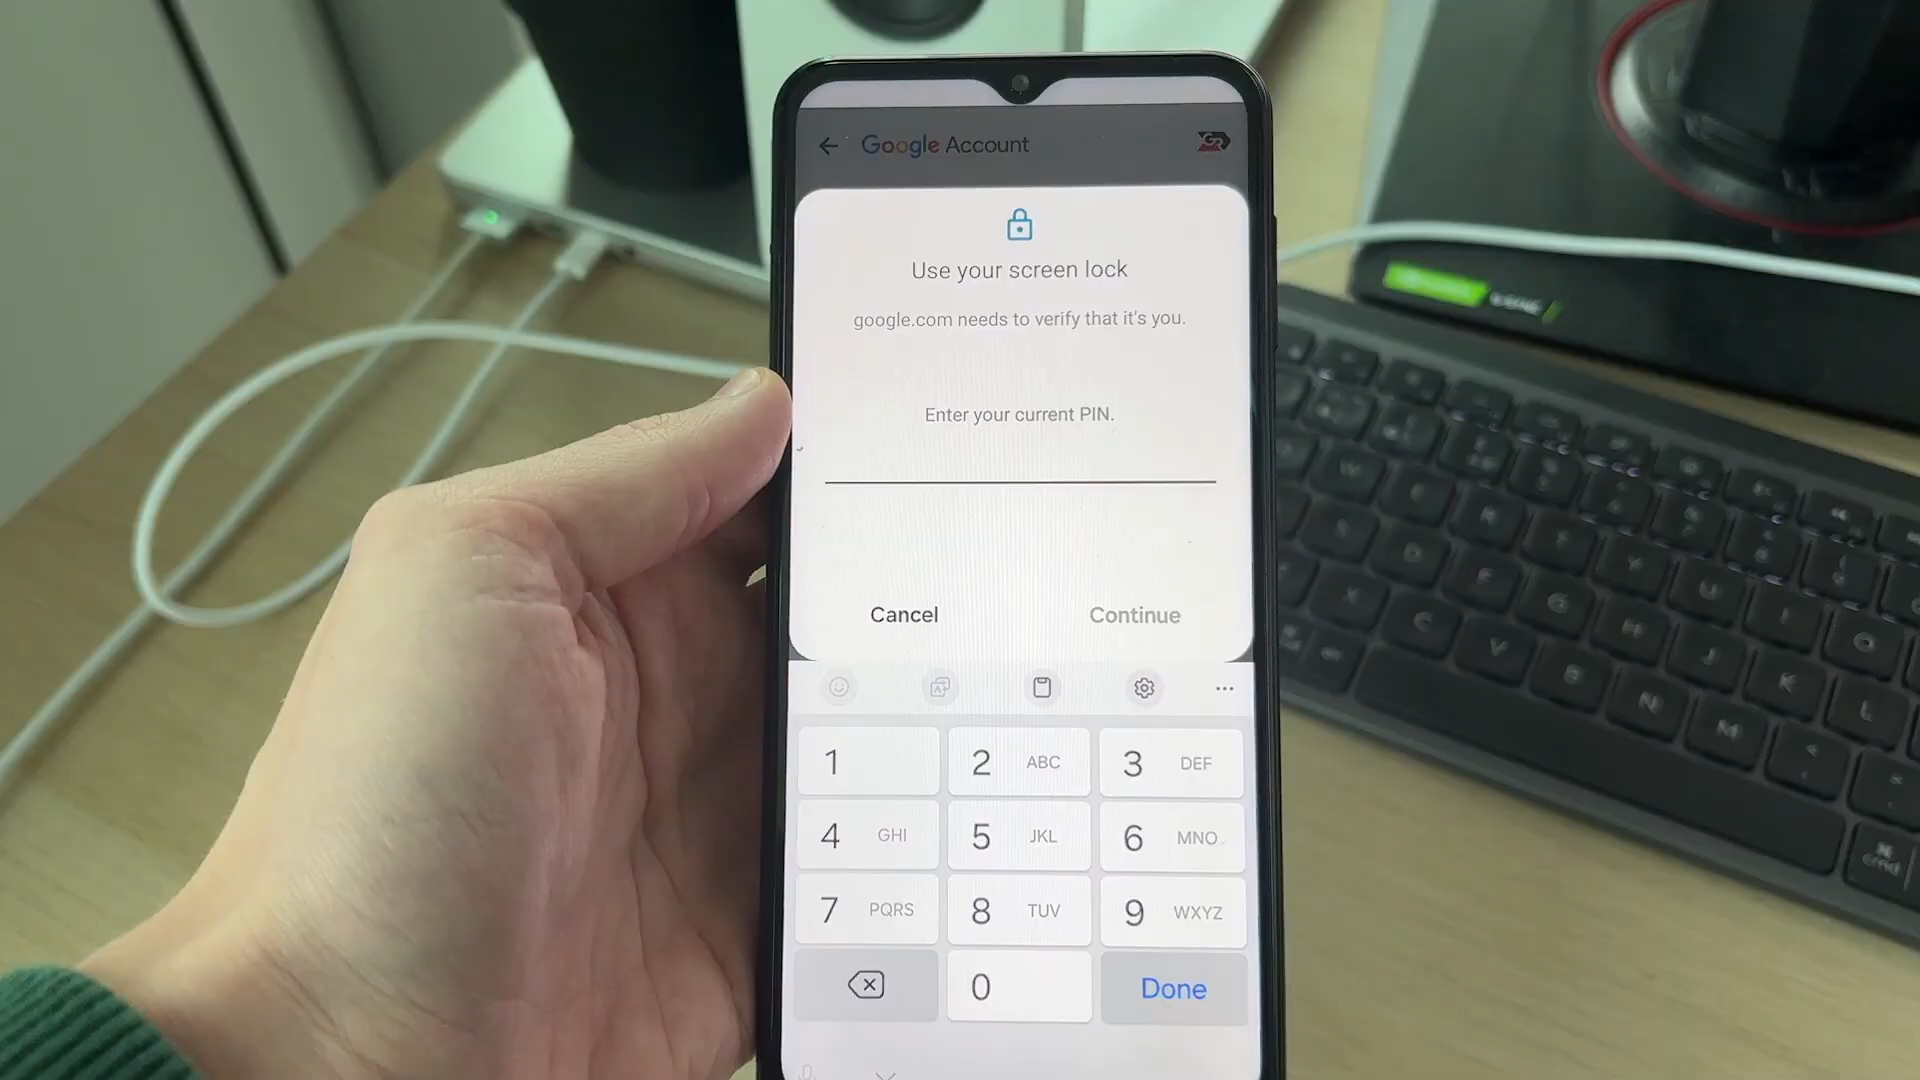 Google Account
Use your screen lock
google.com needs to verify that it's you.
Enter your current PIN.
Cancel
Continue
1
2 ABC
3 DEF
4 GHI
5 JKL
6 MNO
7 PQRS
8 TUV
9 WXYZ
0
Done